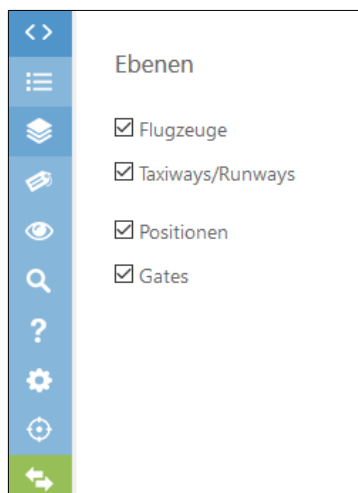 Ebenen
Flugzeuge
Taxiways/Runways
Positionen
Gates